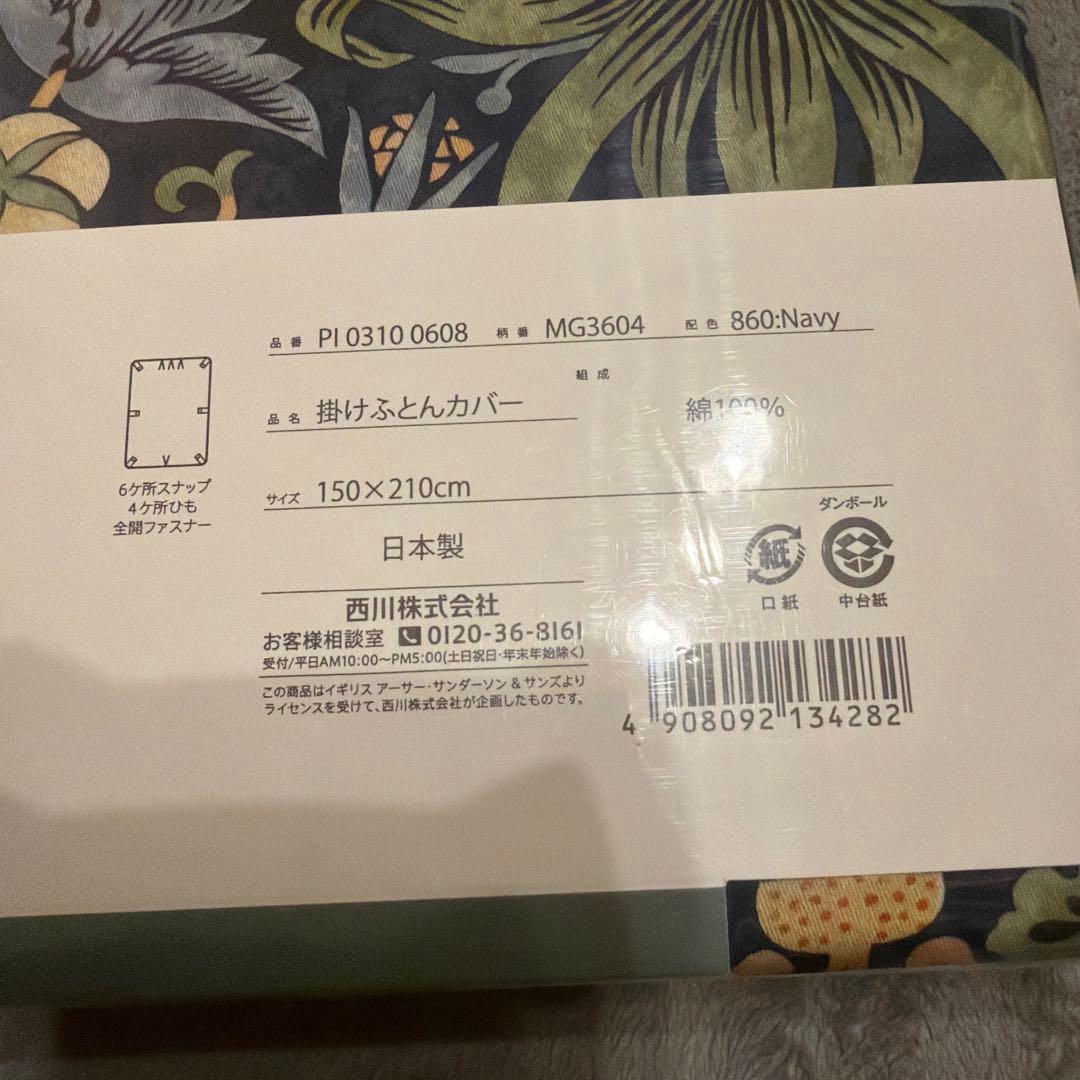 品番 PI 0310 0608 柄番 MG3604 配色 860:Navy
組成
品名 掛けふとんカバー 綿100%
6ケ所スナップ
4ケ所ひも
全開ファスナー
サイズ 150×210cm
日本製
ダンボール
紙
口紙 中台紙
西川株式会社
お客様相談室 0120-36-8161
受付/平日AM10:00〜PM5:00(土日祝日・年末年始除く)
この商品はイギリス アーサー・サンダーソン & サンズより
ライセンスを受けて、西川株式会社が企画したものです。
4 908092 134282